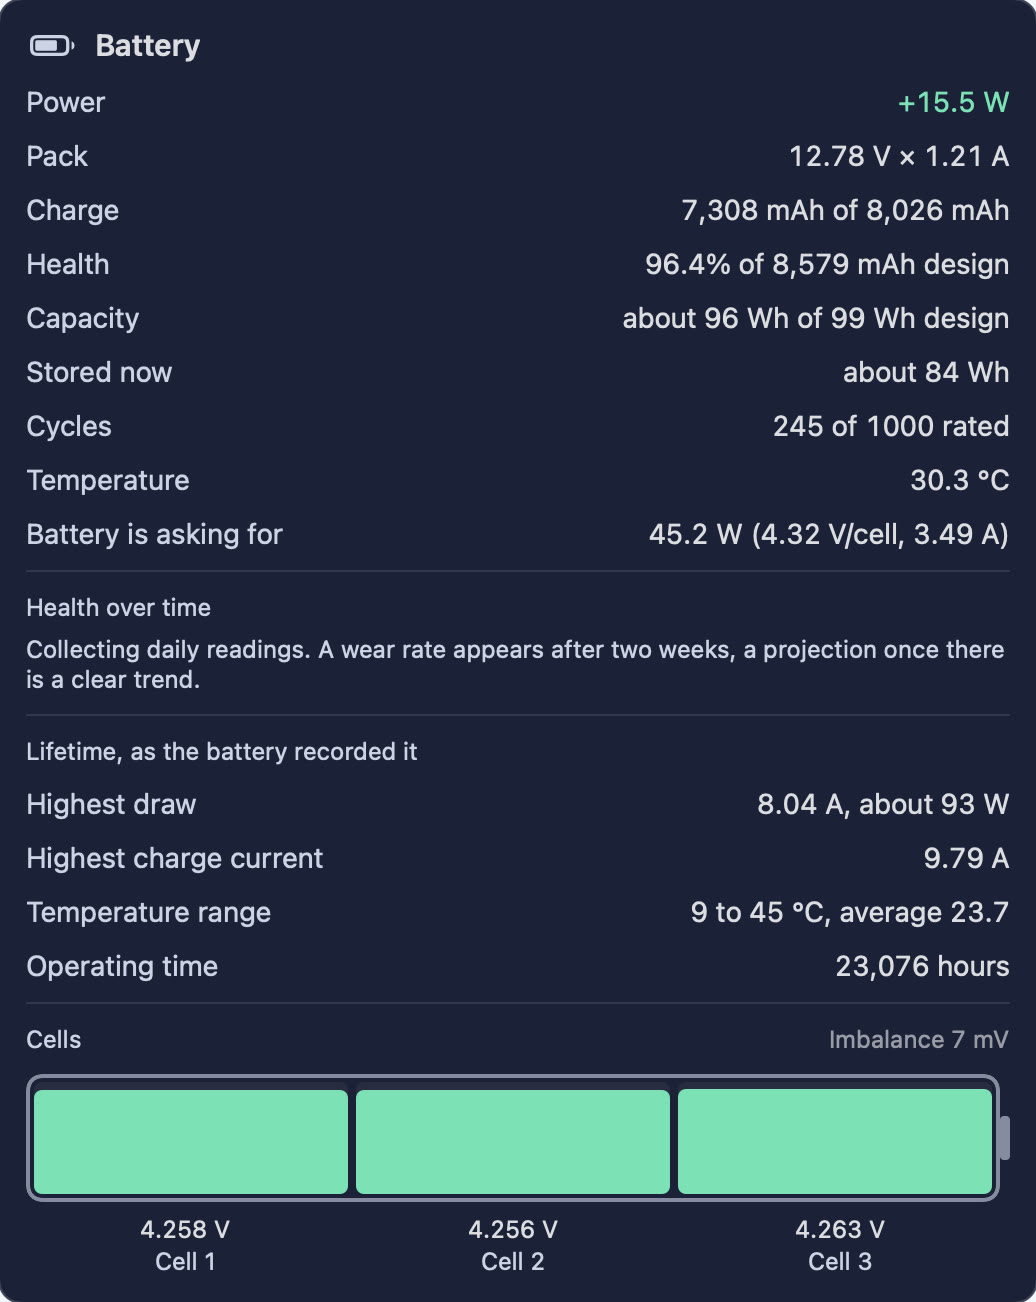 Battery
Power +15.5 W
Pack 12.78 V × 1.21 A
Charge 7,308 mAh of 8,026 mAh
Health 96.4% of 8,579 mAh design
Capacity about 96 Wh of 99 Wh design
Stored now about 84 Wh
Cycles 245 of 1000 rated
Temperature 30.3 °C
Battery is asking for 45.2 W (4.32 V/cell, 3.49 A)
Health over time
Collecting daily readings. A wear rate appears after two weeks, a projection once there
is a clear trend.
Lifetime, as the battery recorded it
Highest draw 8.04 A, about 93 W
Highest charge current 9.79 A
Temperature range 9 to 45 °C, average 23.7
Operating time 23,076 hours
Cells Imbalance 7 mV
4.258 V 4.256 V 4.263 V
Cell 1 Cell 2 Cell 3